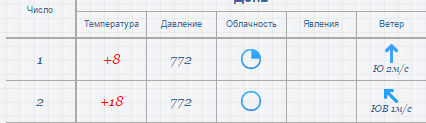 День
Число Температура Давление Облачность Явления Ветер
1 +8 772 Ю 2м/с
2 +18 772 ЮВ 1м/с